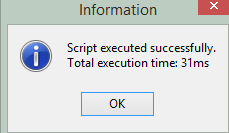 Information
Script executed successfully.
Total execution time: 31ms
OK